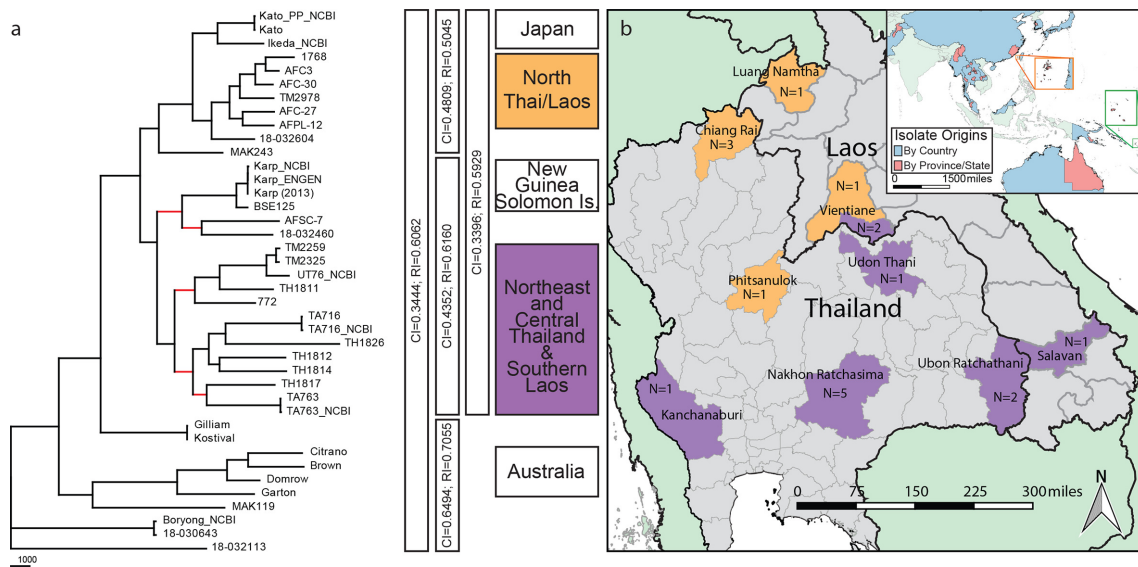 a
Kato_PP_NCBI
Kato
Ikeda_NCBI
1768
AFC3
AFC-30
TM2978
AFC-27
AFPL-12
18-032604
MAK243
Karp_NCBI
Karp_ENGEN
Karp (2013)
BSE125
AFSC-7
18-032460
TM2259
TM2325
UT76_NCBI
TH1811
772
TA716
TA716_NCBI
TH1826
TH1812
TH1814
TH1817
TA763
TA763_NCBI
Gilliam
Kostival
Citrano
Brown
Domrow
Garton
MAK119
Boryong_NCBI
18-030643
18-032113
1000
CI=0.3444; RI=0.6062
CI=0.4809; RI=0.5045
CI=0.4352; RI=0.6160
CI=0.6494; RI=0.7055
CI=0.3396; RI=0.5929
Japan
North
Thai/Laos
New
Guinea
Solomon Is.
Northeast
and
Central
Thailand
&
Southern
Laos
Australia
b
Luang Namtha
N=1
Chiang Rai
N=3
Laos
N=1
Vientiane
N=2
Udon Thani
N=1
Phitsanulok
N=1
Thailand
N=1
Salavan
Ubon Ratchathani
N=2
Nakhon Ratchasima
N=5
N=1
Kanchanaburi
Isolate Origins
By Country
By Province/State
0 1500miles
0 75 150 225 300miles
N